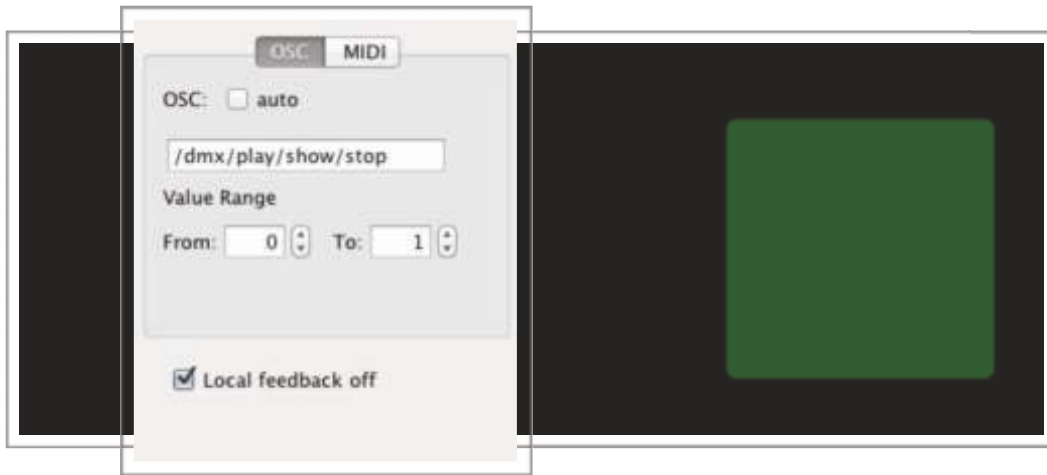 OSC MIDI
OSC: auto
/dmx/play/show/stop
Value Range
From: 0 To: 1
Local feedback off